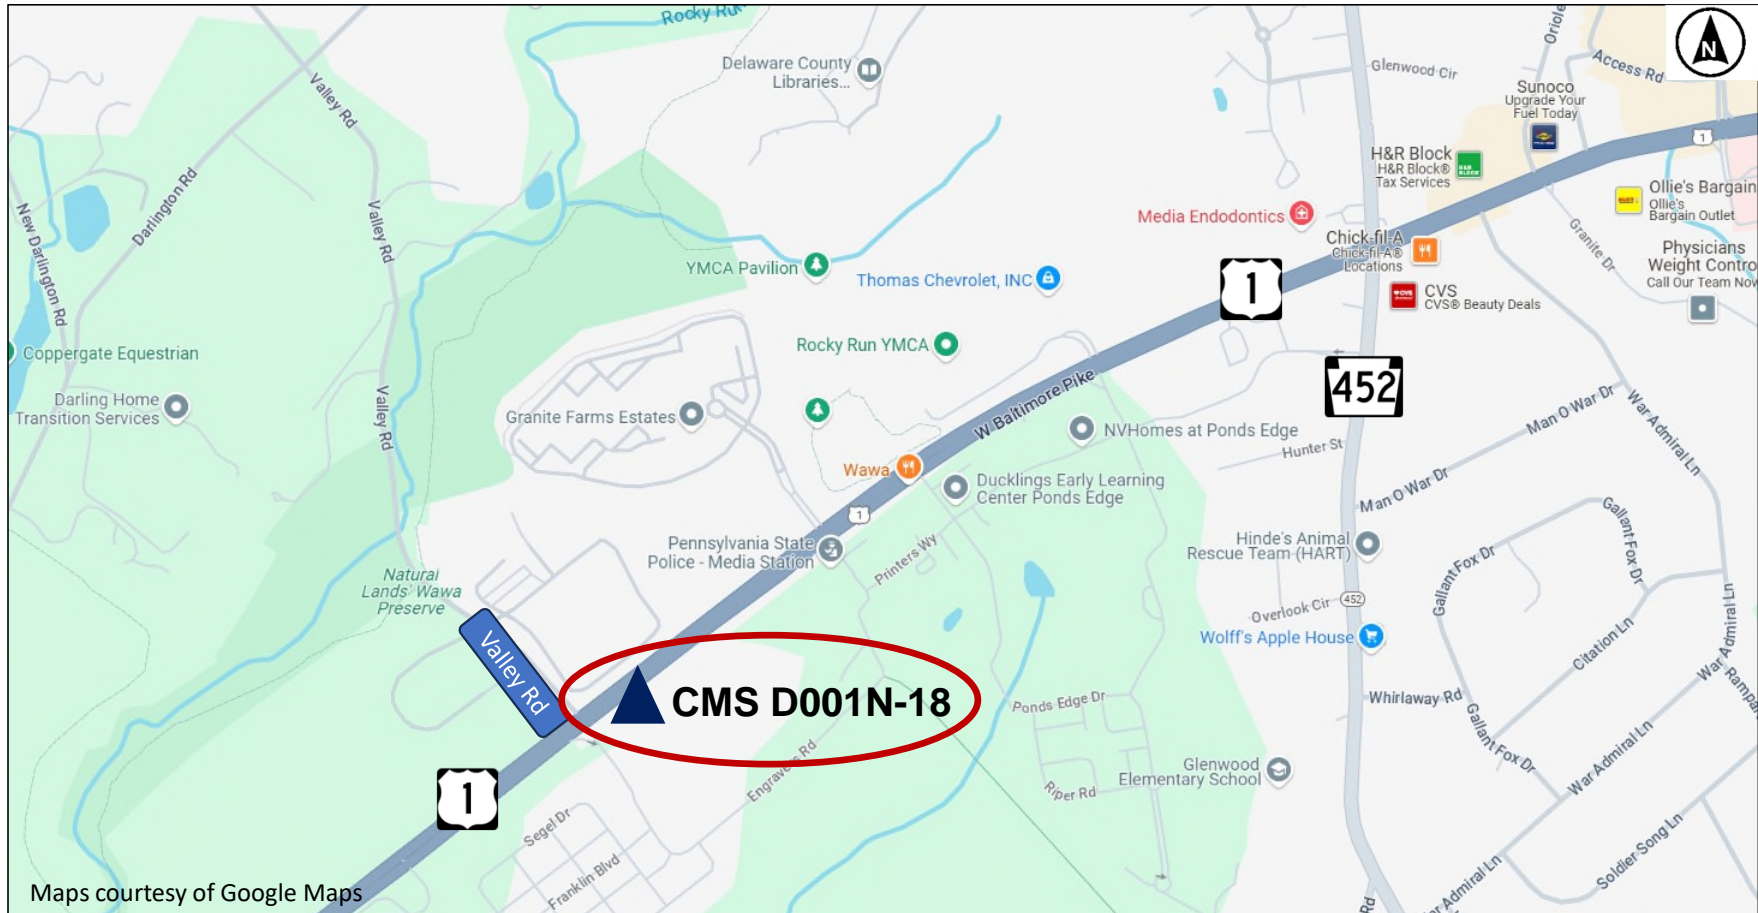 Rocky Run
Oriole
N
Valley Rd
Delaware County
Libraries...
Glenwood Cir
Access Rd
Sunoco
Upgrade Your
Fuel Today
1
Darlington Rd
H&R Block
H&R Block®
Tax Services
Ollie's Bargain
Ollie's
Bargain Outlet
New Darlington Rd
Valley Rd
Media Endodontics
Chick-fil-A
Chick-fil-A®
Locations
Granite Dr
Physicians
Weight Contro
Call Our Team Now
YMCA Pavilion
Thomas Chevrolet, INC
1
CVS
CVS® Beauty Deals
Coppergate Equestrian
Rocky Run YMCA
452
Darling Home
Transition Services
Valley Rd
Granite Farms Estates
W Baltimore Pike
NVHomes at Ponds Edge
Hunter St
Man O War Dr
War Admiral Ln
Wawa
Ducklings Early Learning
Center Ponds Edge
Man O War Dr
1
Gallant Fox Dr
Pennsylvania State
Police - Media Station
Printers Wy
Hinde's Animal
Rescue Team (HART)
Gallant Fox Dr
Natural
Lands' Wawa
Preserve
Overlook Cir
452
War Admiral Ln
Valley Rd
Wolff's Apple House
Citation Ln
CMS D001N-18
Ponds Edge Dr
Whirlaway Rd
War Admiral Ln
Gallant Fox Dr
Engravers Rd
Glenwood
Elementary School
War Admiral Ln
1
Riper Rd
Segel Dr
Franklin Blvd
Soldier Song Ln
Maps courtesy of Google Maps
Rd
War Admiral Ln